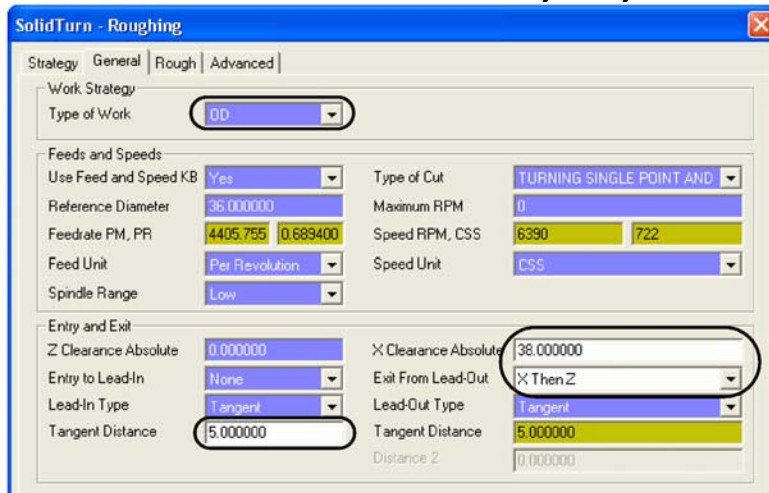 SolidTurn - Roughing
Strategy General Rough Advanced
Work Strategy
Type of Work OD
Feeds and Speeds
Use Feed and Speed KB Yes Type of Cut TURNING SINGLE POINT AND
Reference Diameter 36.000000 Maximum RPM 0
Feedrate PM, PR 4405.755 0.689400 Speed RPM, CSS 6390 722
Feed Unit Per Revolution Speed Unit CSS
Spindle Range Low
Entry and Exit
Z Clearance Absolute 0.000000 X Clearance Absolute 38.000000
Entry to Lead-In None Exit From Lead-Out X Then Z
Lead-In Type Tangent Lead-Out Type Tangent
Tangent Distance 5.000000 Tangent Distance 5.000000
Distance 2 0.000000